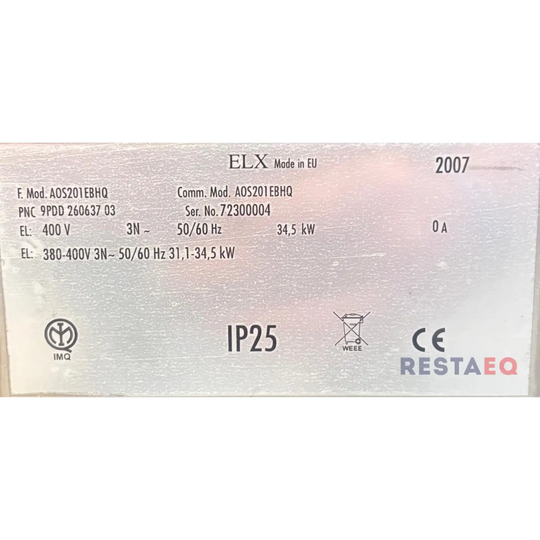 ELX Made in EU 2007
F. Mod. AOS201EBHQ Comm. Mod. AOS201EBHQ
PNC 9PDD 260637 03 Ser. No. 72300004
EL: 400 V 3N~ 50/60 Hz 34,5 kW 0 A
EL: 380-400V 3N~ 50/60 Hz 31,1-34,5 kW
IMQ IP25 WEEE CE
RESTAEQ